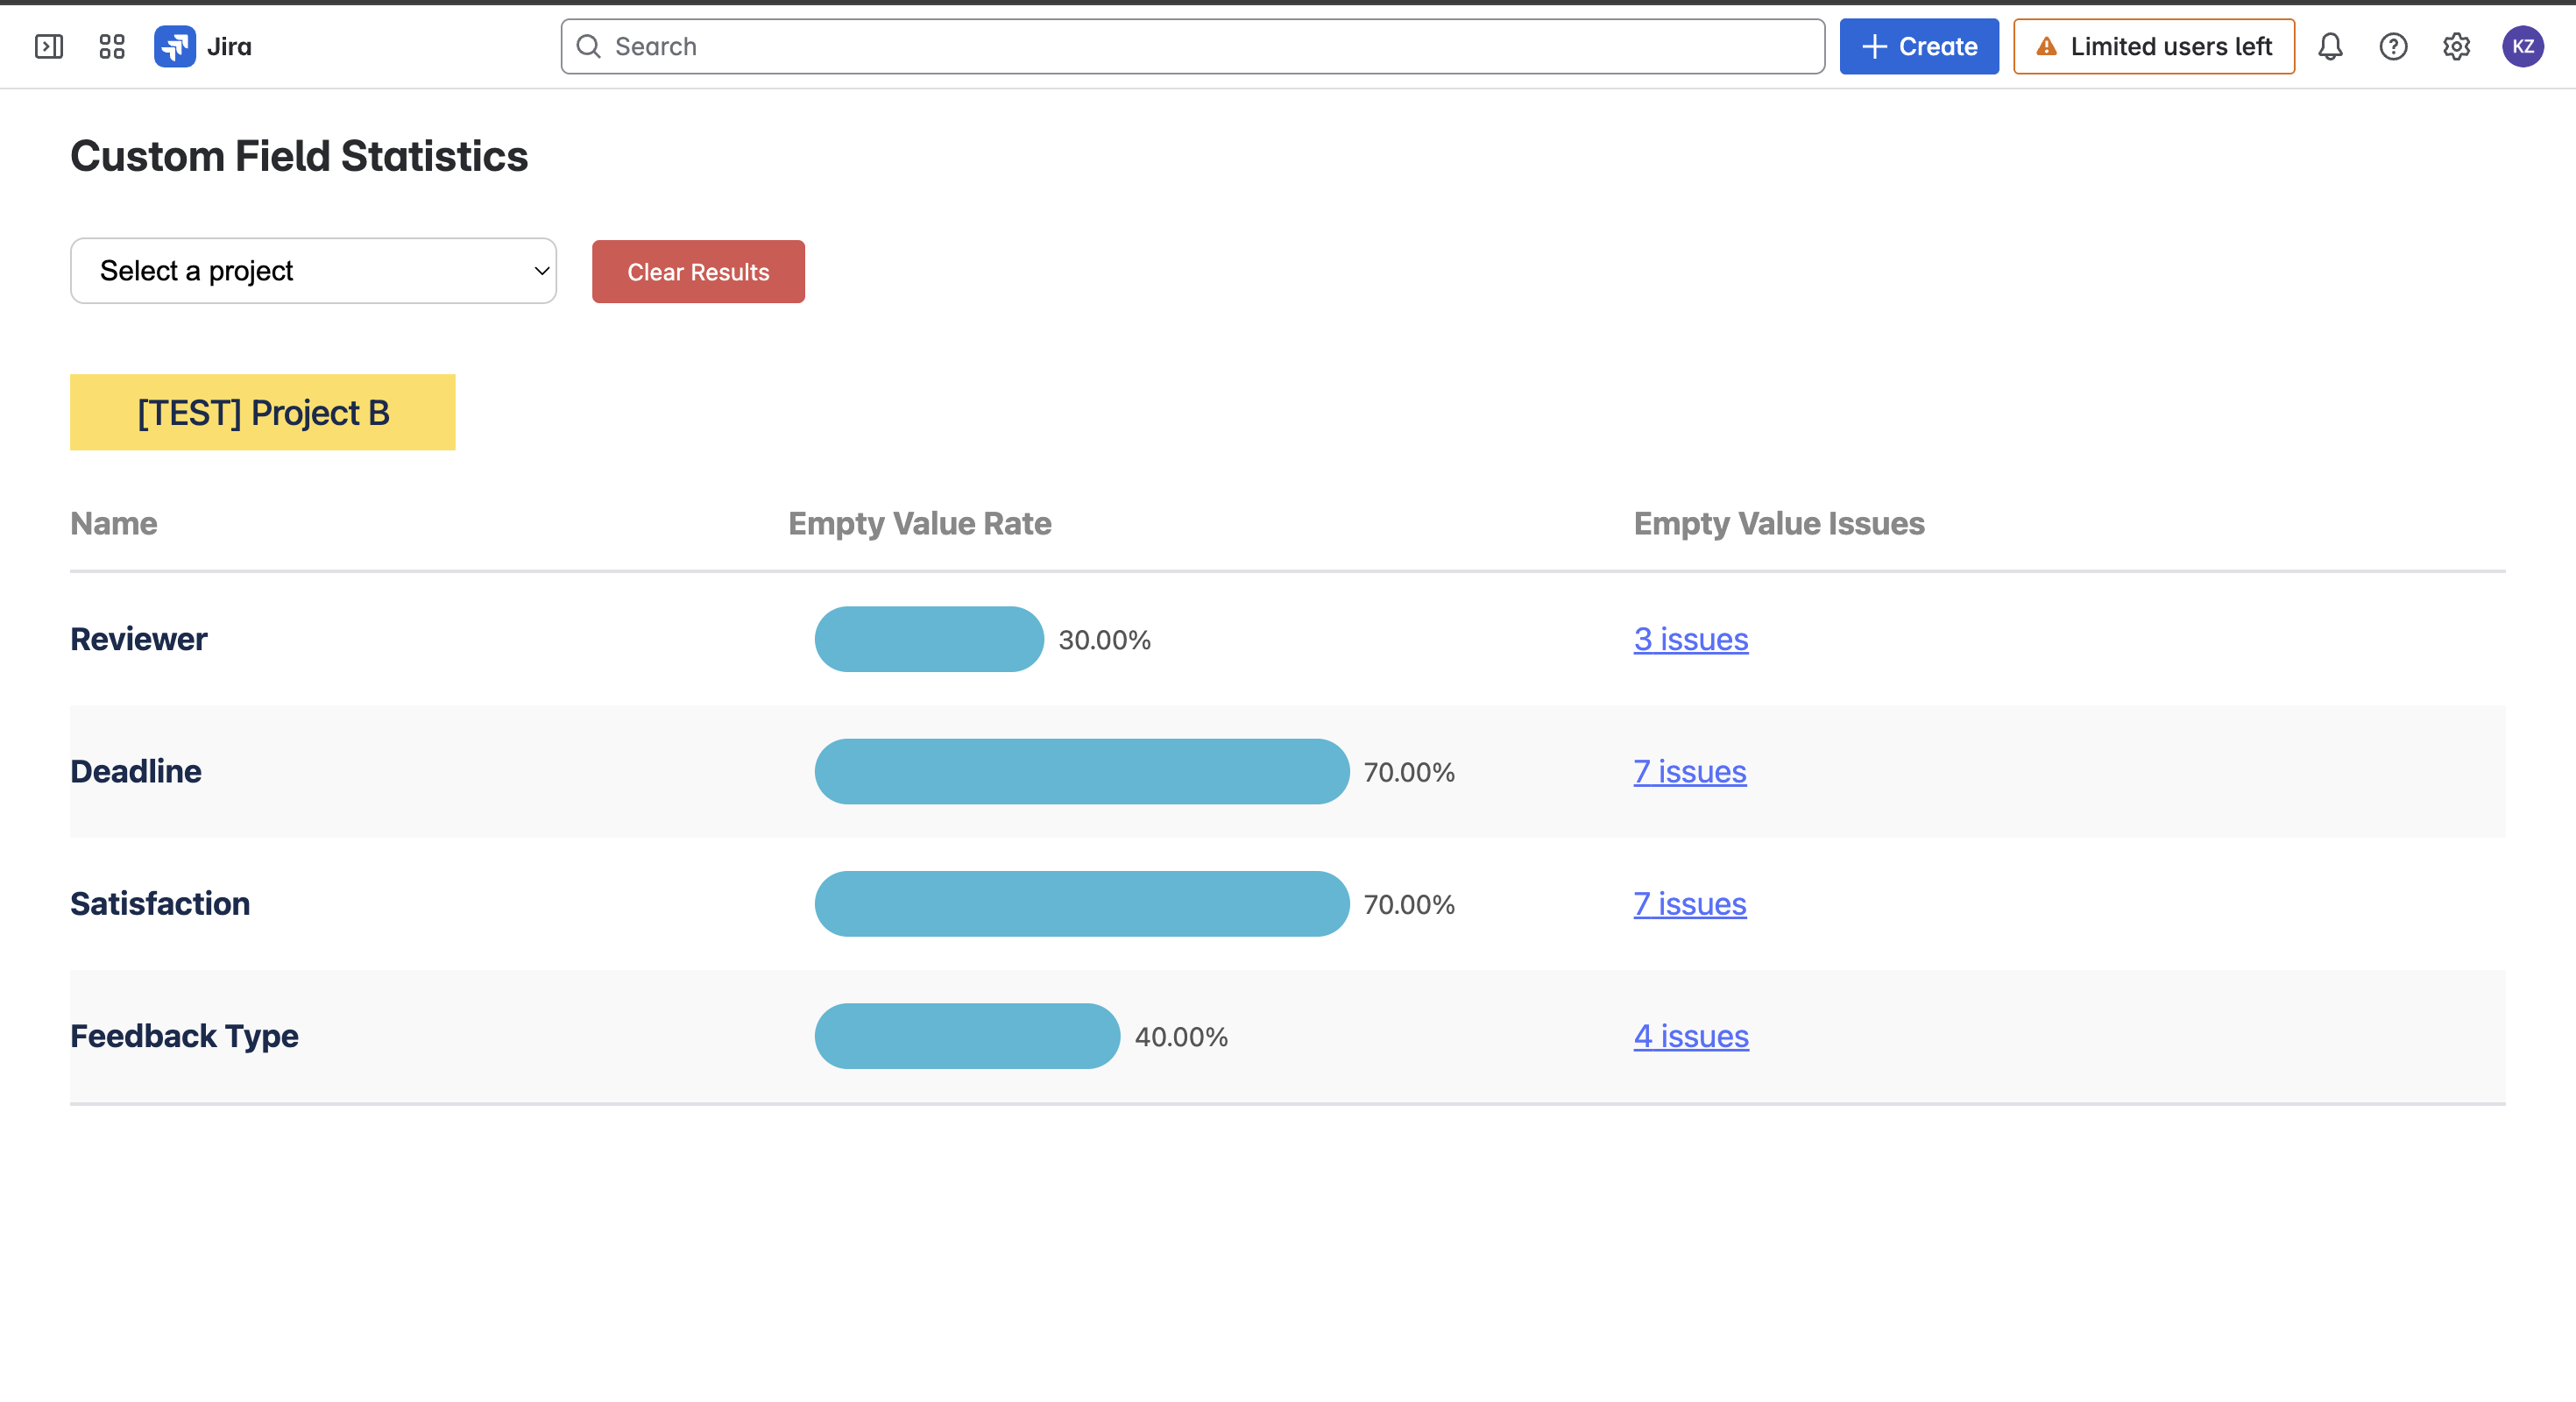 Jira
Search
Create
Limited users left
KZ
Custom Field Statistics
Select a project
Clear Results
[TEST] Project B
Name Empty Value Rate Empty Value Issues
Reviewer 30.00% 3 issues
Deadline 70.00% 7 issues
Satisfaction 70.00% 7 issues
Feedback Type 40.00% 4 issues